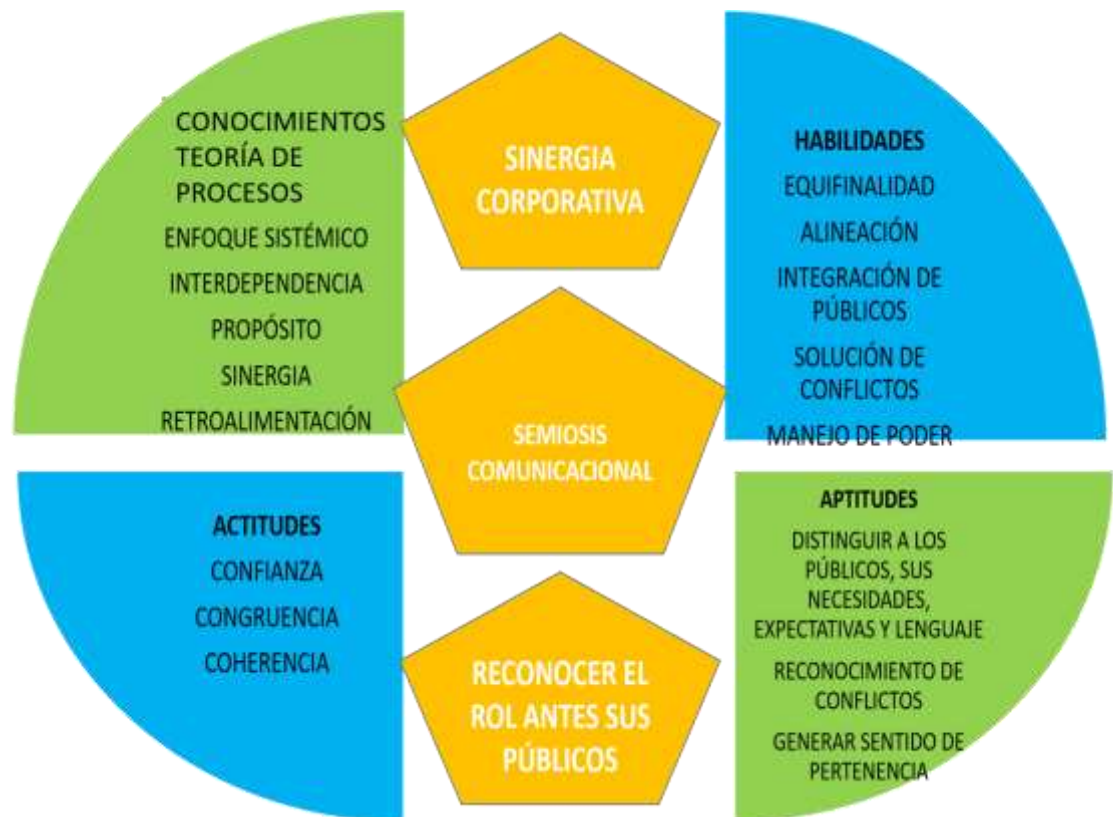 CONOCIMIENTOS
TEORÍA DE
PROCESOS
ENFOQUE SISTÉMICO
INTERDEPENDENCIA
PROPÓSITO
SINERGIA
RETROALIMENTACIÓN
SINERGIA
CORPORATIVA
HABILIDADES
EQUIFINALIDAD
ALINEACIÓN
INTEGRACIÓN DE
PÚBLICOS
SOLUCIÓN DE
CONFLICTOS
MANEJO DE PODER
SEMIOSIS
COMUNICACIONAL
ACTITUDES
CONFIANZA
CONGRUENCIA
COHERENCIA
RECONOCER EL
ROL ANTES SUS
PÚBLICOS
APTITUDES
DISTINGUIR A LOS
PÚBLICOS, SUS
NECESIDADES,
EXPECTATIVAS Y LENGUAJE
RECONOCIMIENTO DE
CONFLICTOS
GENERAR SENTIDO DE
PERTENENCIA